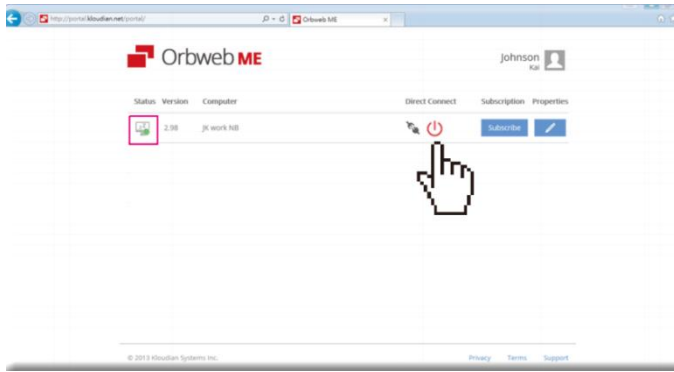 http://portal.kloudian.net/portal/
Orbweb ME
Orbweb ME
Johnson
Kai
Status Version Computer Direct Connect Subscription Properties
2.98 JK work NB Subscribe
© 2013 Kloudian Systems Inc. Privacy Terms Support